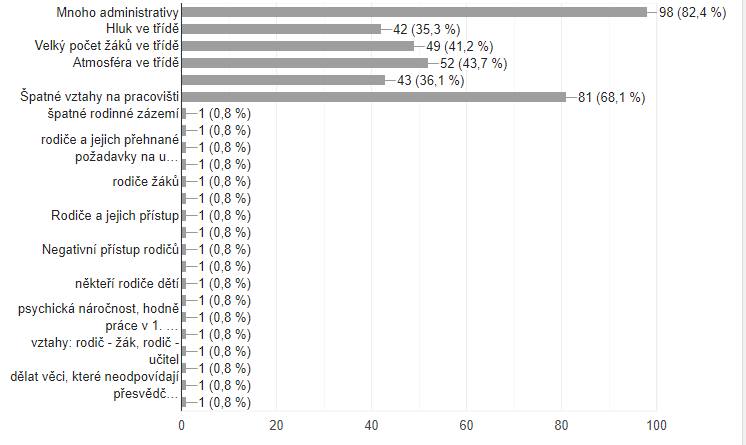 Mnoho administrativy 98 (82,4 %)
Hluk ve třídě 42 (35,3 %)
Velký počet žáků ve třídě 49 (41,2 %)
Atmosféra ve třídě 52 (43,7 %)
43 (36,1 %)
Špatné vztahy na pracovišti 81 (68,1 %)
špatné rodinné zázemí 1 (0,8 %)
1 (0,8 %)
rodiče a jejich přehnané
požadavky na u… 1 (0,8 %)
1 (0,8 %)
rodiče žáků 1 (0,8 %)
1 (0,8 %)
Rodiče a jejich přístup 1 (0,8 %)
1 (0,8 %)
Negativní přístup rodičů 1 (0,8 %)
1 (0,8 %)
někteří rodiče dětí 1 (0,8 %)
1 (0,8 %)
psychická náročnost, hodně
práce v 1. … 1 (0,8 %)
1 (0,8 %)
vztahy: rodič - žák, rodič -
učitel 1 (0,8 %)
1 (0,8 %)
dělat věci, které neodpovídají
přesvědč… 1 (0,8 %)
1 (0,8 %)
0 20 40 60 80 100